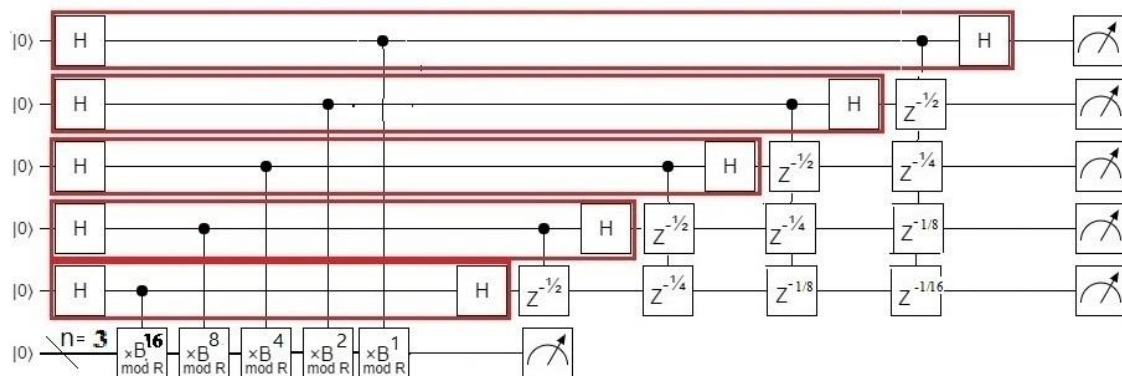 |0⟩ H H
|0⟩ H H Z^-½
|0⟩ H H Z^-½ Z^-¼
|0⟩ H H Z^-½ Z^-¼ Z^-1/8
|0⟩ H H Z^-½ Z^-¼ Z^-1/8 Z^-1/16
|0⟩ n= 3 ×B^16 mod R ×B^8 mod R ×B^4 mod R ×B^2 mod R ×B^1 mod R